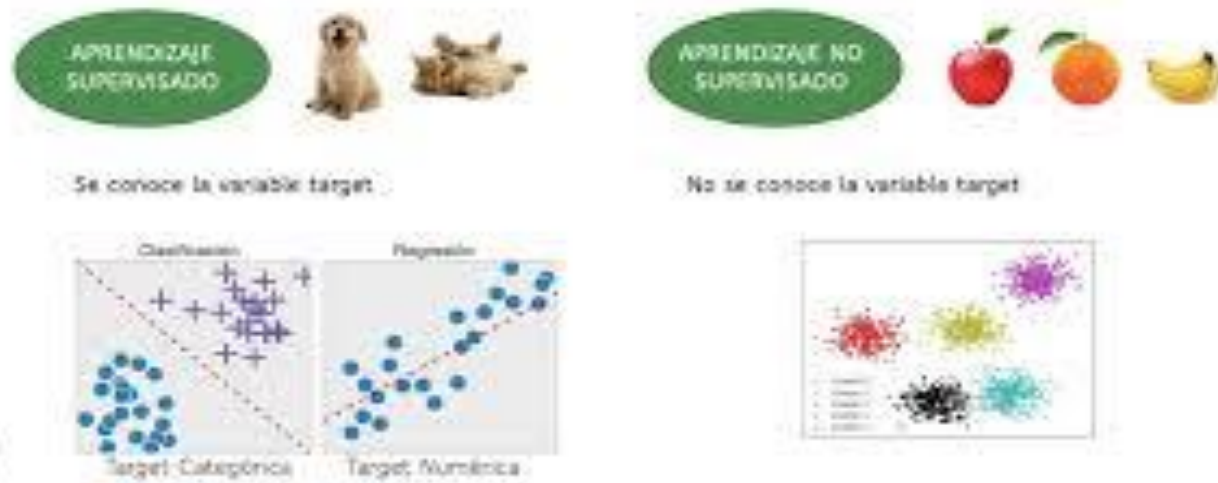 APRENDIZAJE
SUPERVISADO
APRENDIZAJE NO
SUPERVISADO
Se conoce la variable target
No se conoce la variable target
Clasificación
Regresión
Target Categórica
Target Numérica